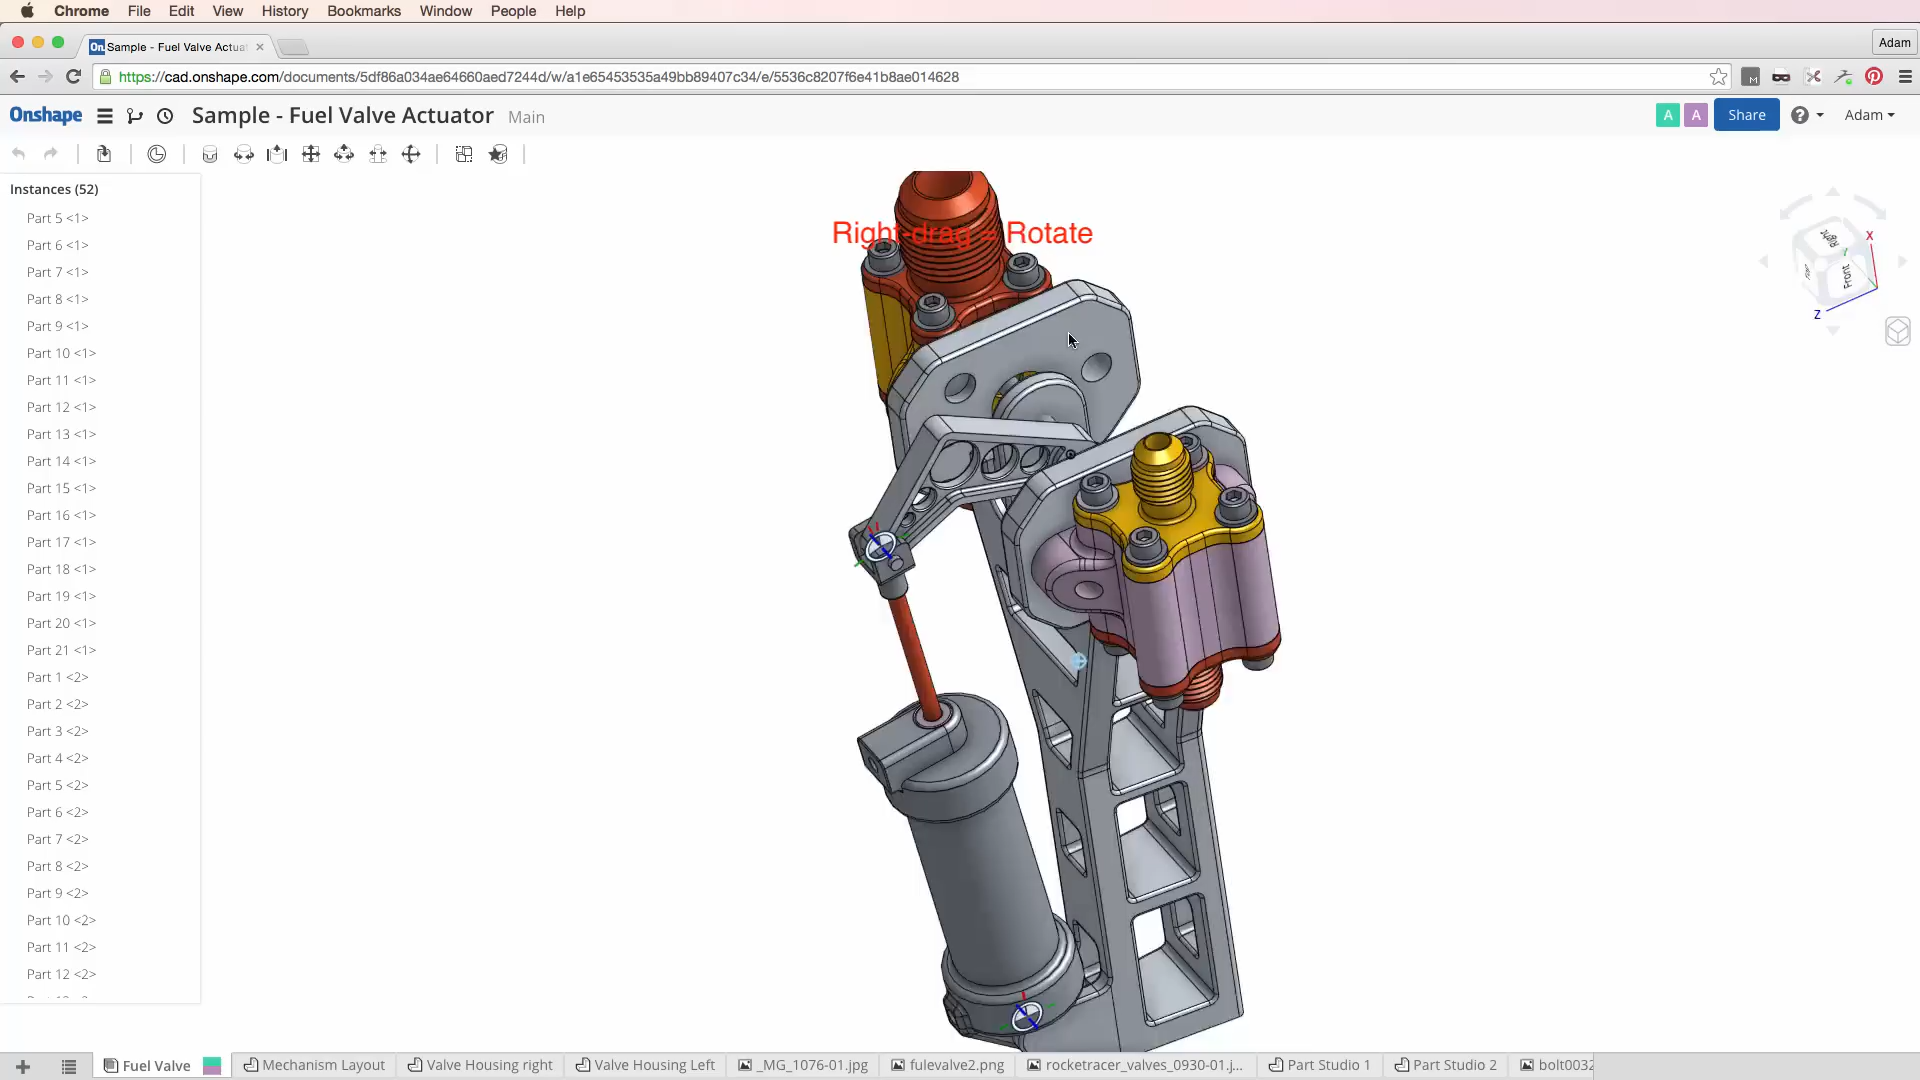 Chrome File Edit View History Bookmarks Window People Help
On. Sample - Fuel Valve Actua
Adam
https://cad.onshape.com/documents/5df86a034ae64660aed7244d/w/a1e65453535a49bb89407c34/e/5536c8207f6e41b8ae014628
M
Onshape Sample - Fuel Valve Actuator Main
A A Share ? Adam
Instances (52)
Part 5 <1>
Part 6 <1>
Part 7 <1>
Part 8 <1>
Part 9 <1>
Part 10 <1>
Part 11 <1>
Part 12 <1>
Part 13 <1>
Part 14 <1>
Part 15 <1>
Part 16 <1>
Part 17 <1>
Part 18 <1>
Part 19 <1>
Part 20 <1>
Part 21 <1>
Part 1 <2>
Part 2 <2>
Part 3 <2>
Part 4 <2>
Part 5 <2>
Part 6 <2>
Part 7 <2>
Part 8 <2>
Part 9 <2>
Part 10 <2>
Part 11 <2>
Part 12 <2>
Right-drag = Rotate
X
Right
Front
Z
Fuel Valve Mechanism Layout Valve Housing right Valve Housing Left _MG_1076-01.jpg fulevalve2.png rocketracer_valves_0930-01.j... Part Studio 1 Part Studio 2 bolt0032